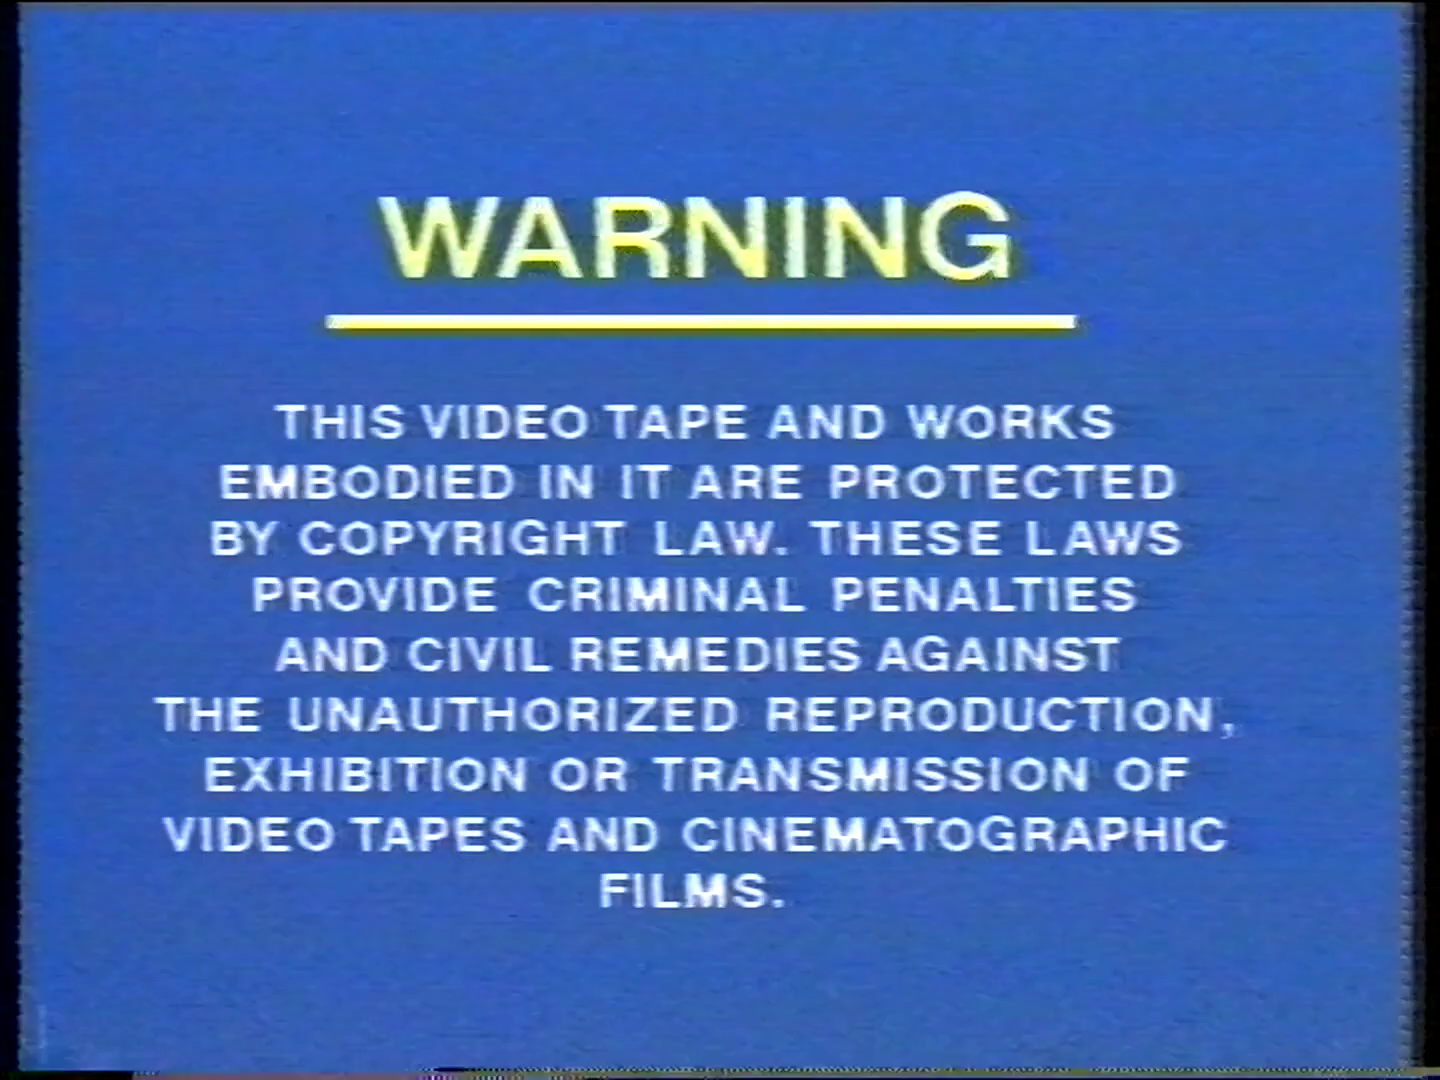 WARNING
THIS VIDEO TAPE AND WORKS
EMBODIED IN IT ARE PROTECTED
BY COPYRIGHT LAW. THESE LAWS
PROVIDE CRIMINAL PENALTIES
AND CIVIL REMEDIES AGAINST
THE UNAUTHORIZED REPRODUCTION,
EXHIBITION OR TRANSMISSION OF
VIDEO TAPES AND CINEMATOGRAPHIC
FILMS.